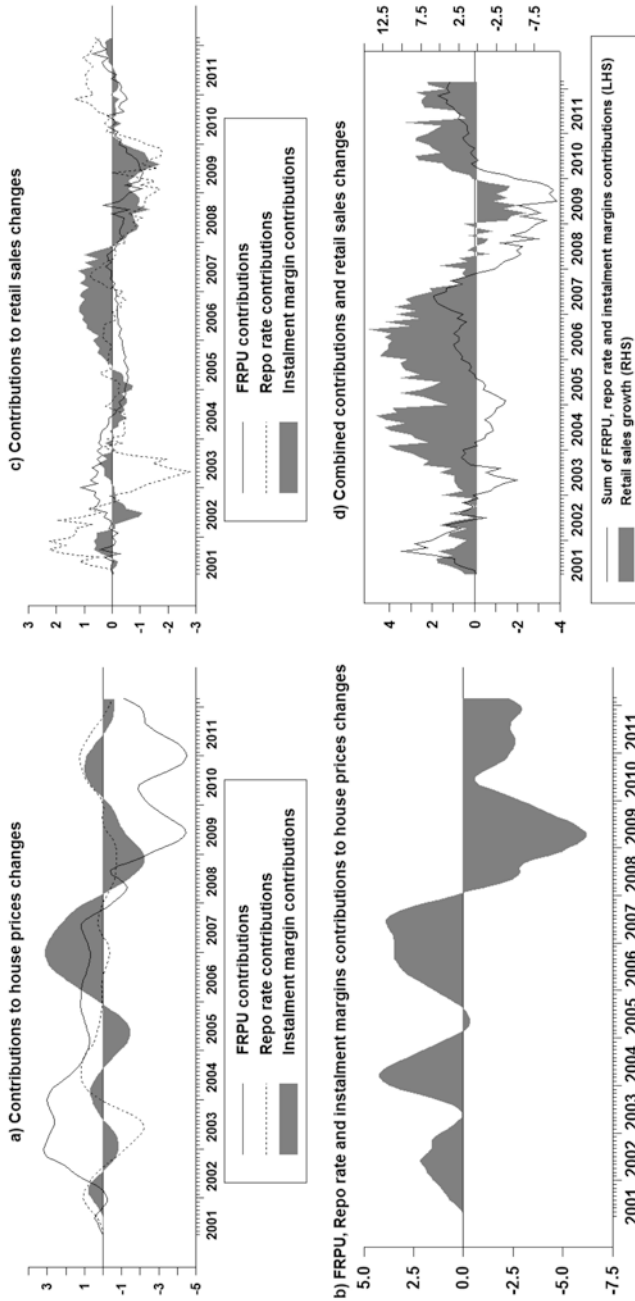 a) Contributions to house prices changes
3
1
-1
-3
-5
2001 2002 2003 2004 2005 2006 2007 2008 2009 2010 2011
FRPU contributions
Repo rate contributions
Instalment margin contributions
b) FRPU, Repo rate and instalment margins contributions to house prices changes
5.0
2.5
0.0
-2.5
-5.0
-7.5
2001 2002 2003 2004 2005 2006 2007 2008 2009 2010 2011
c) Contributions to retail sales changes
3
2
1
0
-1
-2
-3
2001 2002 2003 2004 2005 2006 2007 2008 2009 2010 2011
FRPU contributions
Repo rate contributions
Instalment margin contributions
d) Combined contributions and retail sales changes
4
2
0
-2
-4
12.5
7.5
2.5
-2.5
-7.5
2001 2002 2003 2004 2005 2006 2007 2008 2009 2010 2011
Sum of FRPU, repo rate and instalment margins contributions (LHS)
Retail sales growth (RHS)